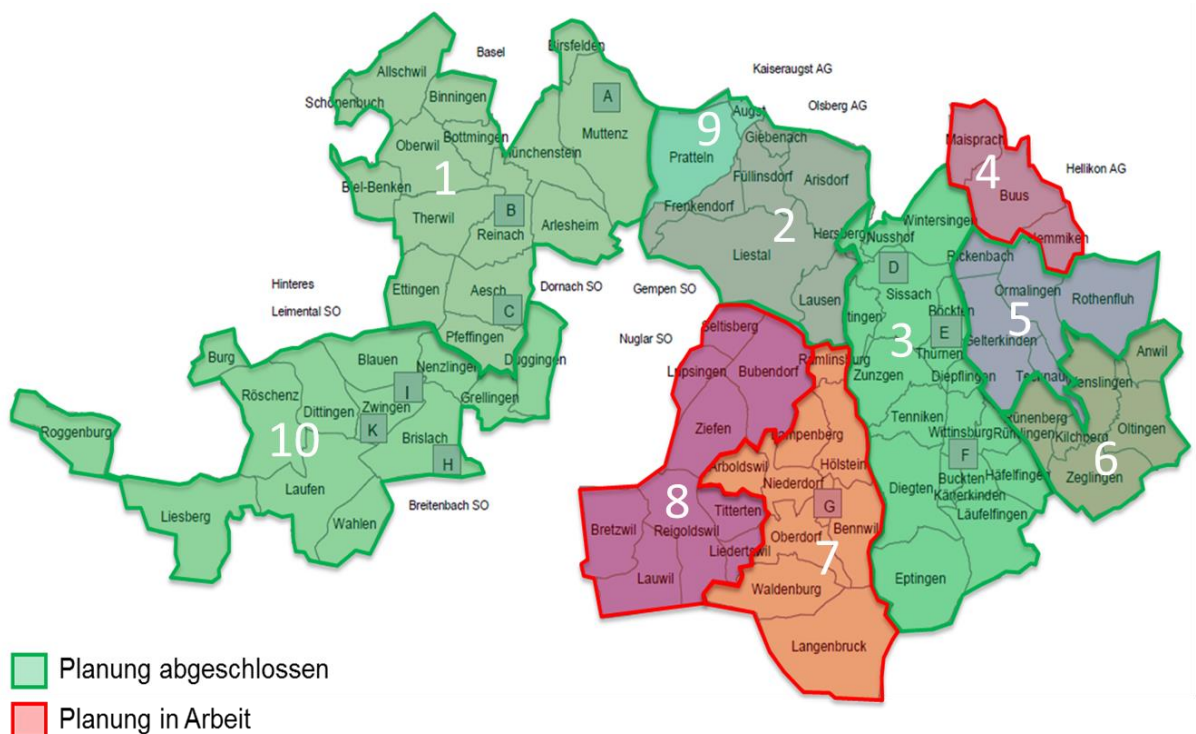 Birsfelden
Basel
Allschwil
Kaiseraugst AG
Schönenbuch
Binningen
A
Augst
Olsberg AG
9
Bottmingen
Muttenz
Giebenach
Oberwil
Münchenstein
Pratteln
Maisprach
1
4
Hellikon AG
Füllinsdorf
Arisdorf
Biel-Benken
Buus
Frenkendorf
B
Therwil
Reinach
Arlesheim
2
Wintersingen
Hersberg
Nusshof
Hemmiken
Liestal
Rickenbach
D
Hinteres
Leimental SO
Ettingen
Aesch
Dornach SO
Gempen SO
Sissach
Ormalingen
Rothenfluh
Lausen
C
Böckten
5
Itingen
E
Pfeffingen
Nuglar SO
Seltisberg
3
Gelterkinden
Burg
Blauen
Nenzlingen
Duggingen
Ramlinsburg
Thürnen
Anwil
Lupsingen
Bubendorf
Zunzgen
Diepflingen
Tecknau
Wenslingen
I
Röschenz
Grellingen
Dittingen
Zwingen
Tenniken
Rünenberg
Oltingen
Roggenburg
10
K
Brislach
Ziefen
Lampenberg
Wittinsburg
Kilchberg
H
F
6
Arboldswil
Hölstein
Buckten
Häfelfingen
Zeglingen
Laufen
Niederdorf
Diegten
Känerkinden
Breitenbach SO
8
G
Liesberg
Wahlen
Titterten
Läufelfingen
Bretzwil
Reigoldswil
Oberdorf
Bennwil
Liedertswil
7
Lauwil
Waldenburg
Eptingen
Langenbruck
Planung abgeschlossen
Planung in Arbeit